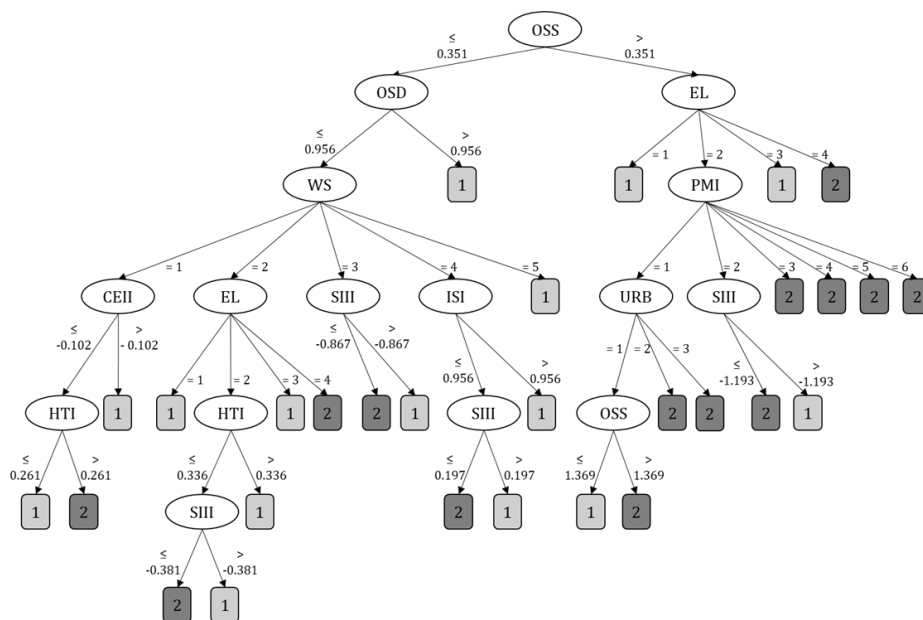 OSS
≤ >
0.351 0.351
OSD EL
≤ >
0.956 0.956 = 1 = 2 = 3 = 4
WS 1 1 PMI 1 2
= 1 = 2 = 3 = 4 = 5 = 1 = 2 = 3 = 4 = 5 = 6
CEII EL SIII ISI 1 URB SIII 2 2 2 2
≤ > ≤ > ≤ > ≤ >
-0.102 - 0.102 = 1 = 2 = 3 = 4 -0.867 -0.867 0.956 0.956 = 1 = 2 = 3 -1.193 -1.193
HTI 1 1 HTI 1 2 2 1 SIII 1 OSS 2 2 2 1
≤ > ≤ > ≤ > ≤ >
0.261 0.261 0.336 0.336 0.197 0.197 1.369 1.369
1 2 SIII 1 2 1 1 2
≤ >
-0.381 -0.381
2 1